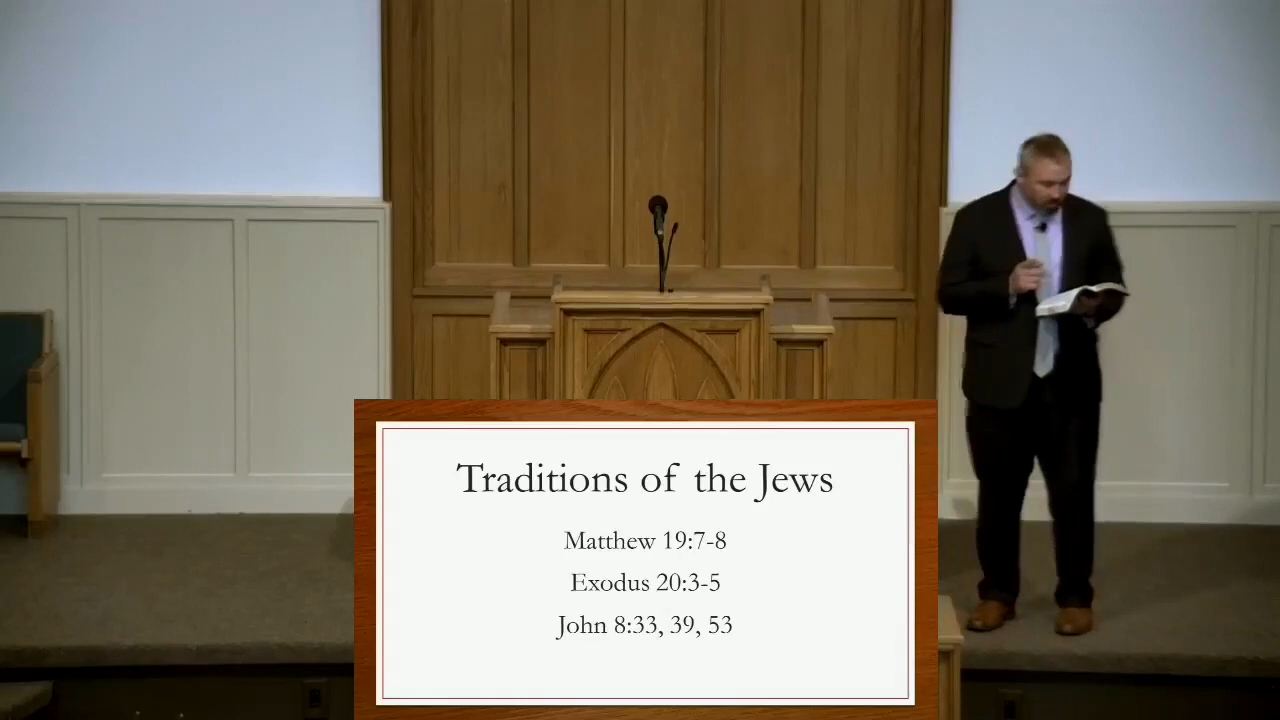 Traditions of the Jews
Matthew 19:7-8
Exodus 20:3-5
John 8:33, 39, 53